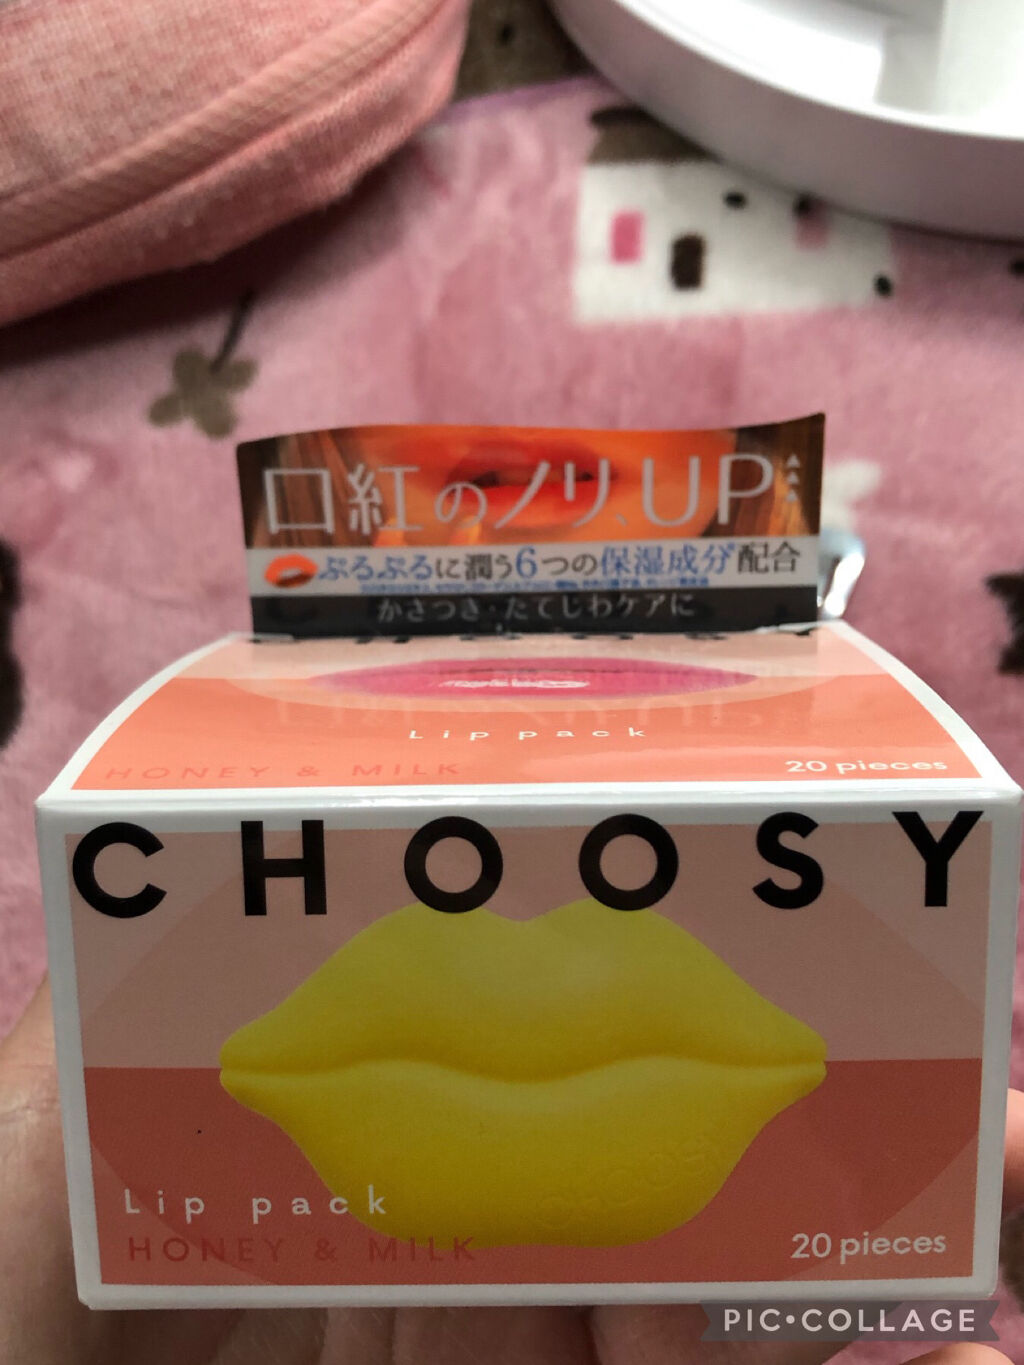 口紅のノリ、UP
ぷるぷるに潤う6つの保湿成分配合
かさつき・たてじわケアに
Lip pack
HONEY & MILK
20 pieces
CHOOSY
Lip pack
HONEY & MILK
20 pieces
PIC•COLLAGE